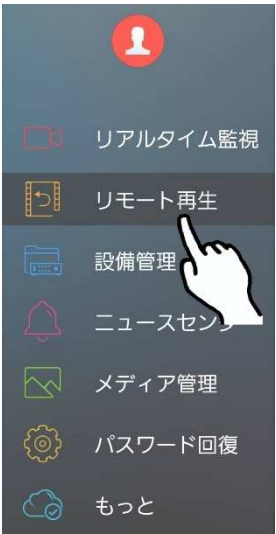 リアルタイム監視
リモート再生
設備管理
ニュースセン
メディア管理
パスワード回復
もっと